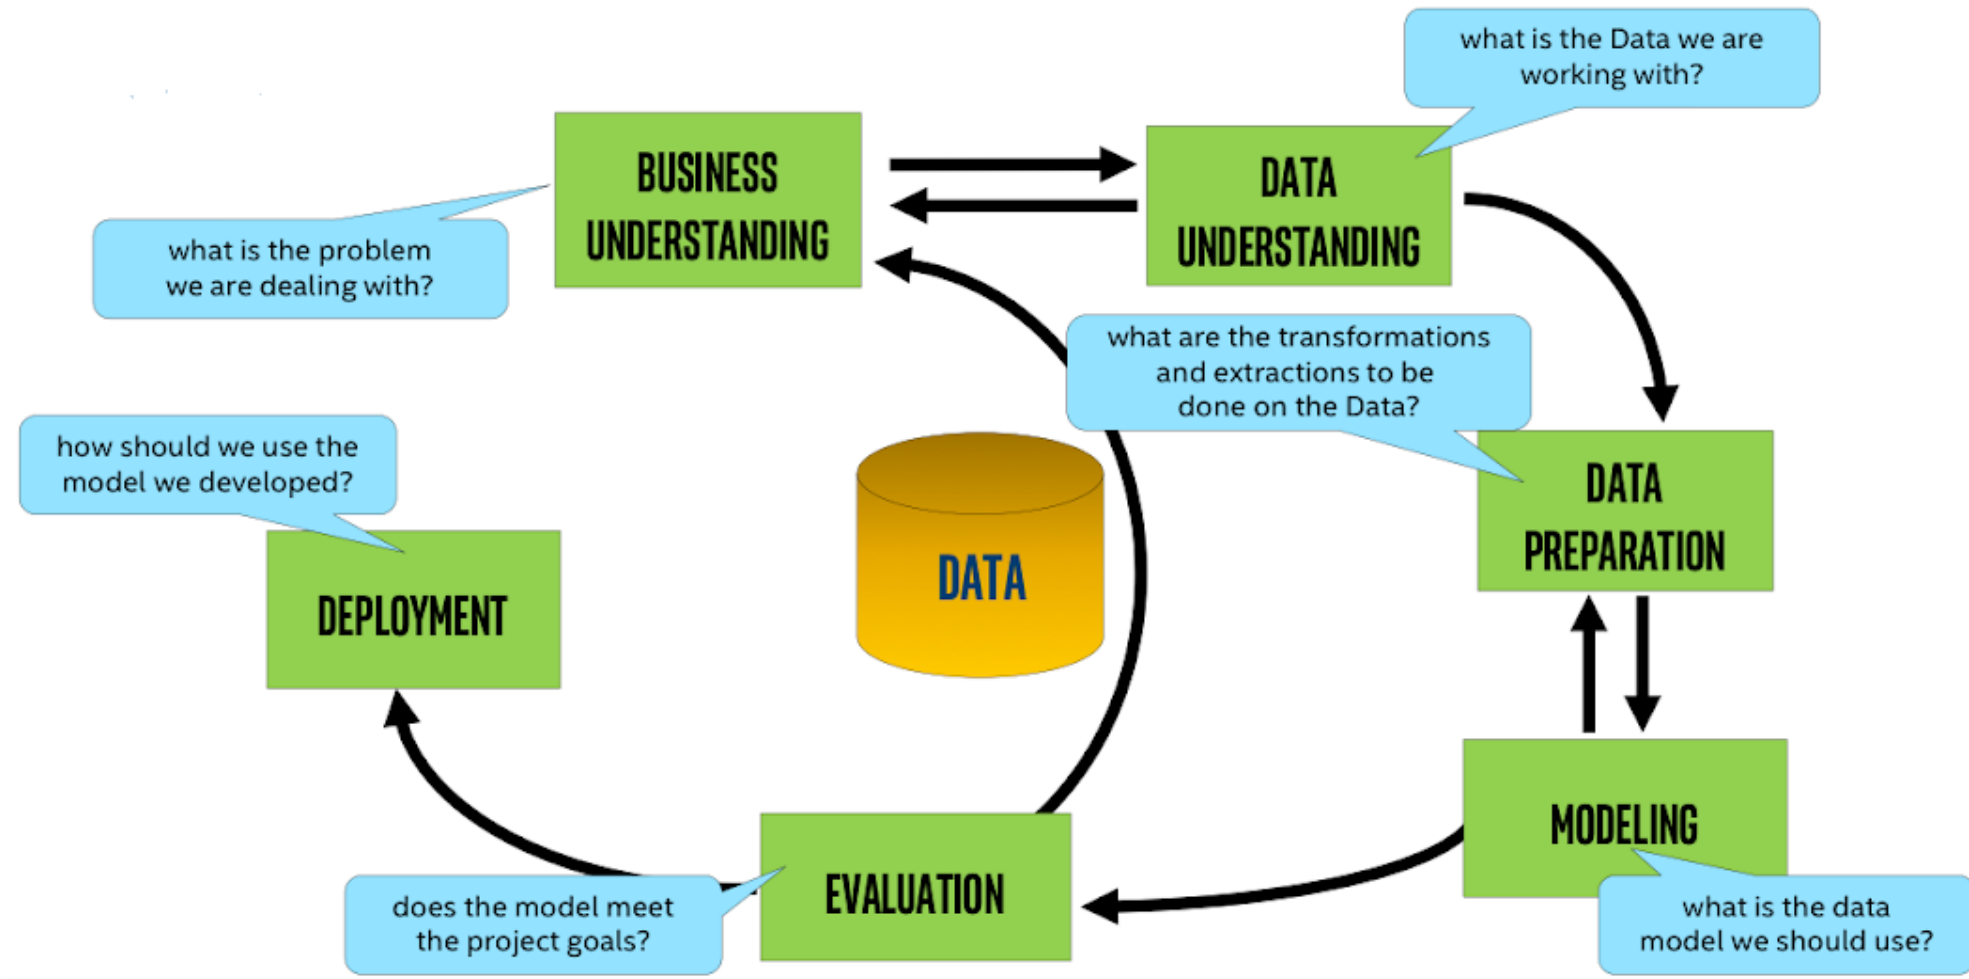 what is the Data we are
working with?
BUSINESS
UNDERSTANDING
DATA
UNDERSTANDING
what is the problem
we are dealing with?
what are the transformations
and extractions to be
done on the Data?
how should we use the
model we developed?
DATA
PREPARATION
DATA
DEPLOYMENT
MODELING
EVALUATION
does the model meet
the project goals?
what is the data
model we should use?